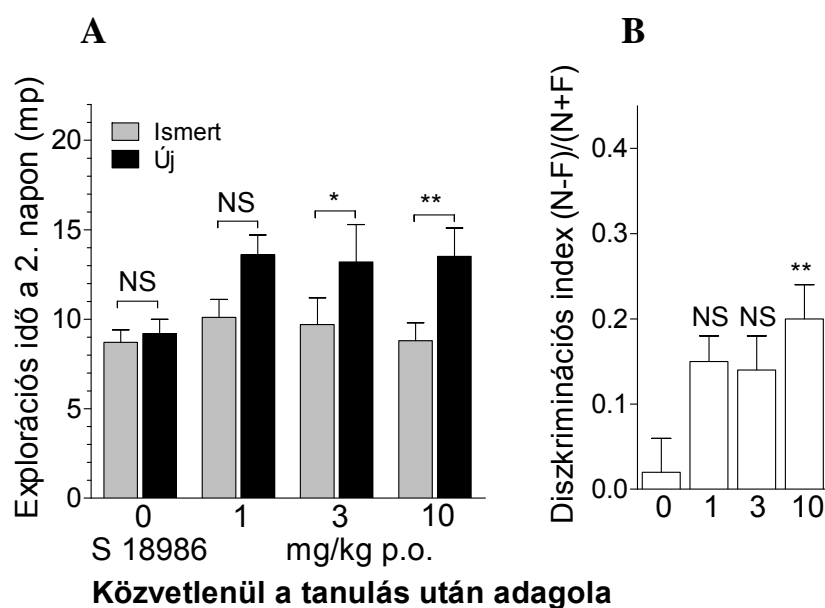 A
B
Explorációs idő a 2. napon (mp)
20
15
10
5
0
Ismert
Új
NS
NS
*
**
0
1
3
10
S 18986
mg/kg p.o.
Közvetlenül a tanulás után adagola
Diszkriminációs index (N-F)/(N+F)
0.4
0.3
0.2
0.1
0.0
NS
NS
**
0
1
3
10